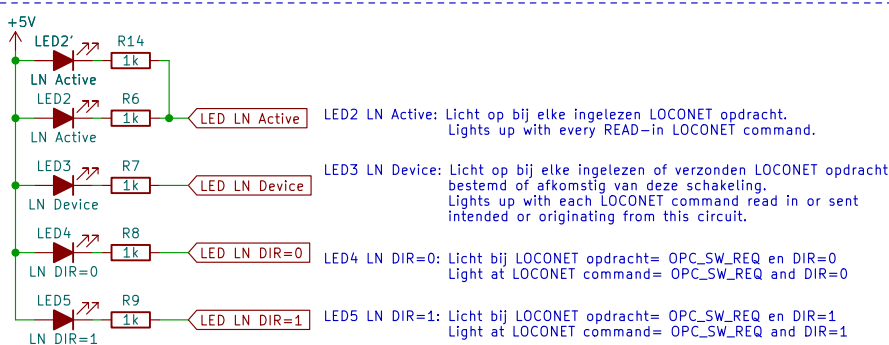 +5V
LED2' R14
1k
LN Active
LED2 R6
1k LED LN Active
LN Active
LED2 LN Active: Licht op bij elke ingelezen LOCONET opdracht.
Lights up with every READ-in LOCONET command.
LED3 R7
1k LED LN Device
LN Device
LED3 LN Device: Licht op bij elke ingelezen of verzonden LOCONET opdracht
bestemd of afkomstig van deze schakeling.
Lights up with each LOCONET command read in or sent
intended or originating from this circuit.
LED4 R8
1k LED LN DIR=0
LN DIR=0
LED4 LN DIR=0: Licht bij LOCONET opdracht= OPC_SW_REQ en DIR=0
Light at LOCONET command= OPC_SW_REQ and DIR=0
LED5 R9
1k LED LN DIR=1
LN DIR=1
LED5 LN DIR=1: Licht bij LOCONET opdracht= OPC_SW_REQ en DIR=1
Light at LOCONET command= OPC_SW_REQ and DIR=1